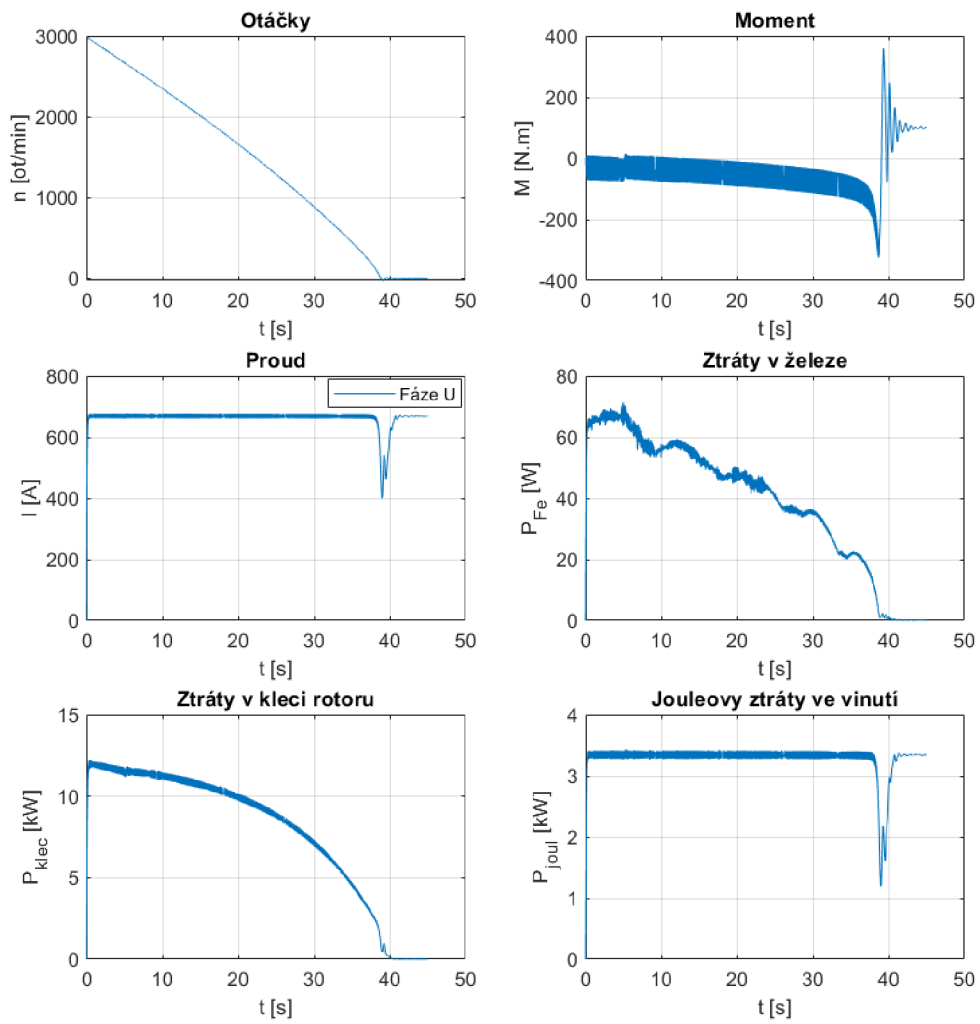 Otáčky
3000
2000
1000
0
n [ot/min]
0 10 20 30 40 50
t [s]
Moment
400
200
0
-200
-400
M [N.m]
0 10 20 30 40 50
t [s]
Proud
800
600
400
200
0
I [A]
Fáze U
0 10 20 30 40 50
t [s]
Ztráty v železe
80
60
40
20
0
P_Fe [W]
0 10 20 30 40 50
t [s]
Ztráty v kleci rotoru
15
10
5
0
P_klec [kW]
0 10 20 30 40 50
t [s]
Jouleovy ztráty ve vinutí
4
3
2
1
0
P_joul [kW]
0 10 20 30 40 50
t [s]